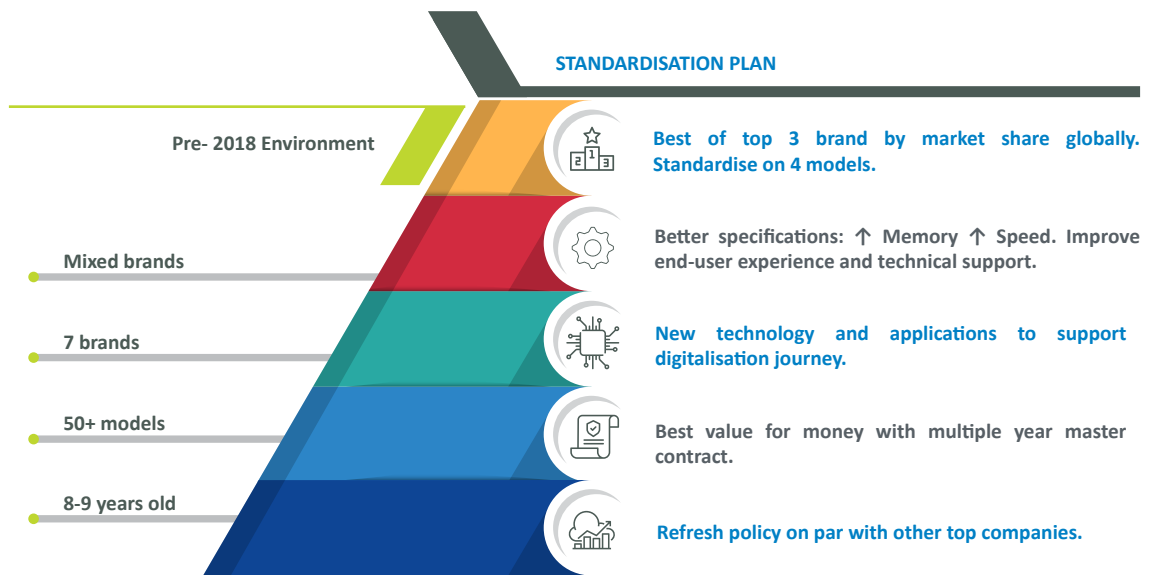 STANDARDISATION PLAN
Pre- 2018 Environment
Mixed brands
7 brands
50+ models
8-9 years old
2 1 3
Best of top 3 brand by market share globally.
Standardise on 4 models.
Better specifications: ↑ Memory ↑ Speed. Improve
end-user experience and technical support.
New technology and applications to support
digitalisation journey.
Best value for money with multiple year master
contract.
Refresh policy on par with other top companies.